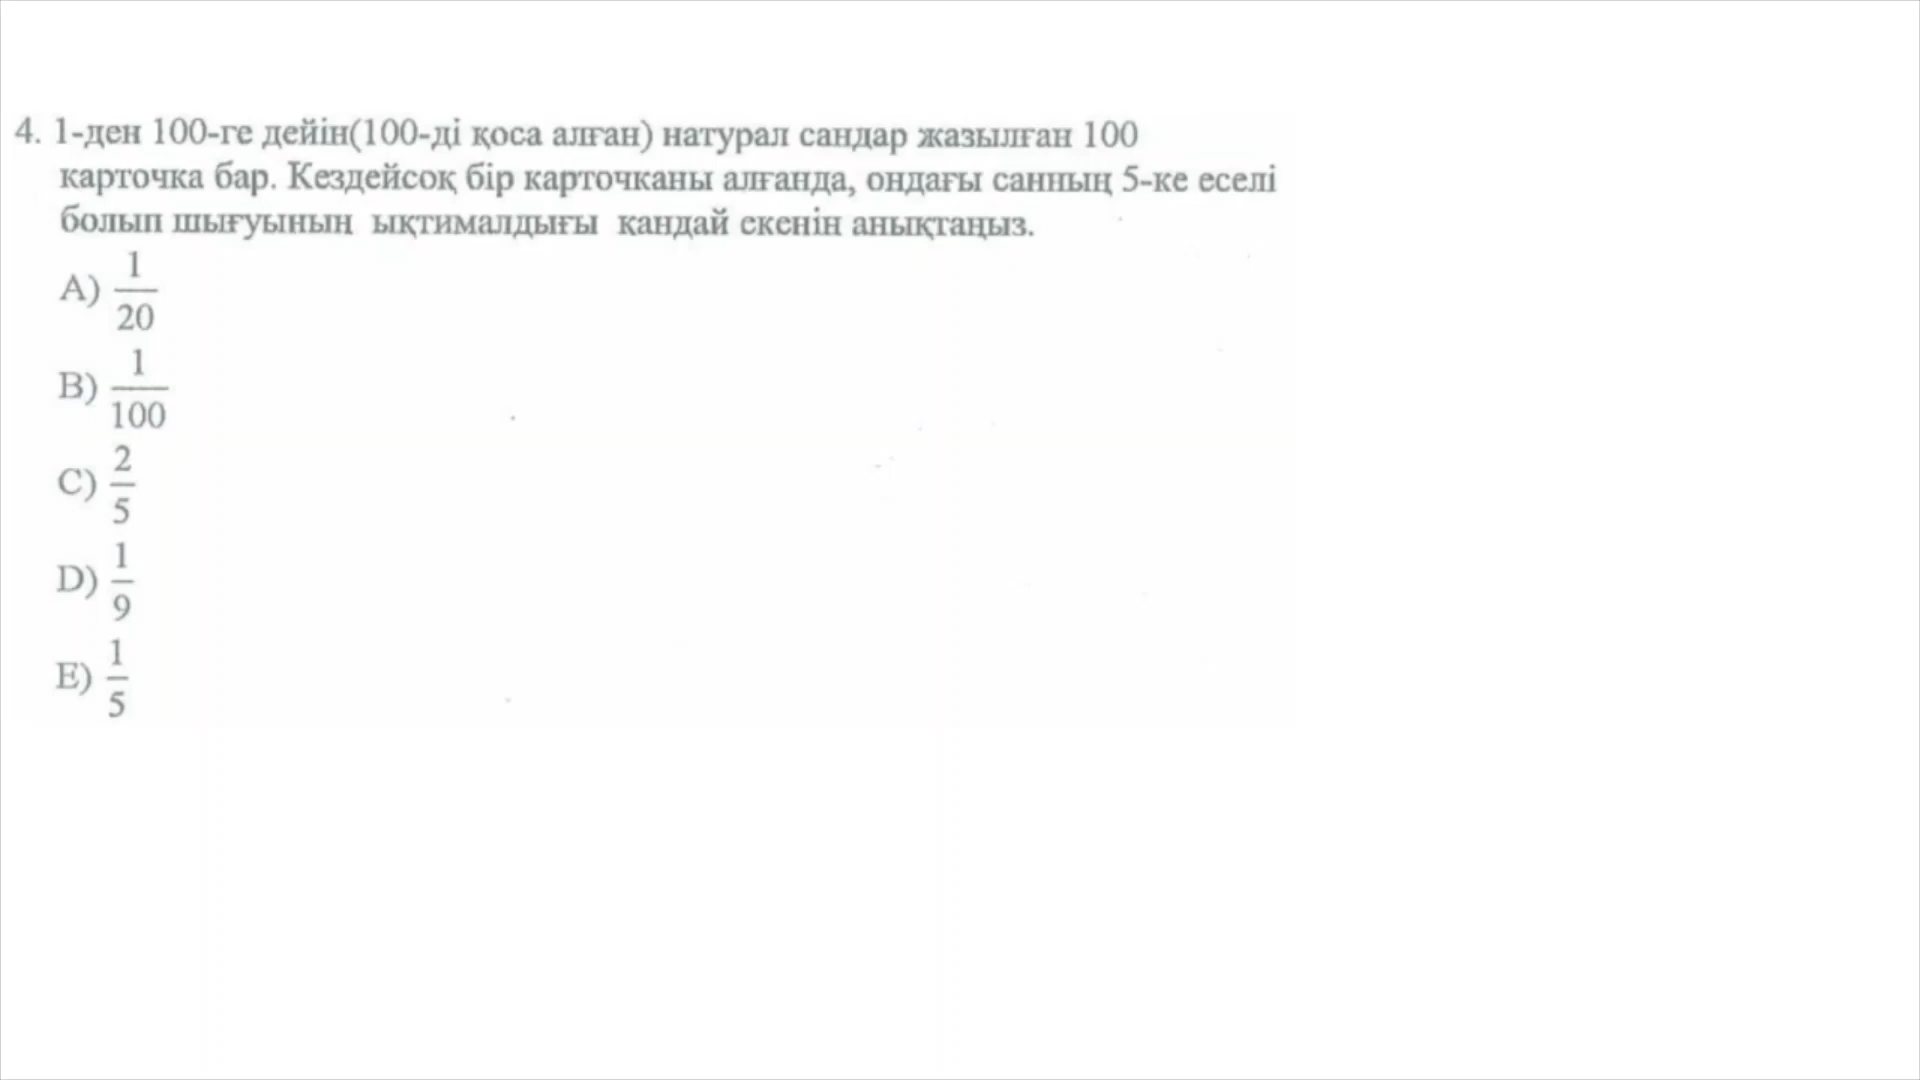 4. 1-ден 100-ге дейін(100-ді қоса алған) натурал сандар жазылған 100
карточка бар. Кездейсоқ бір карточканы алғанда, ондағы санның 5-ке еселі
болып шығуынын ықтималдығы қандай екенін анықтаңыз.
A) 1/20
B) 1/100
C) 2/5
D) 1/9
E) 1/5